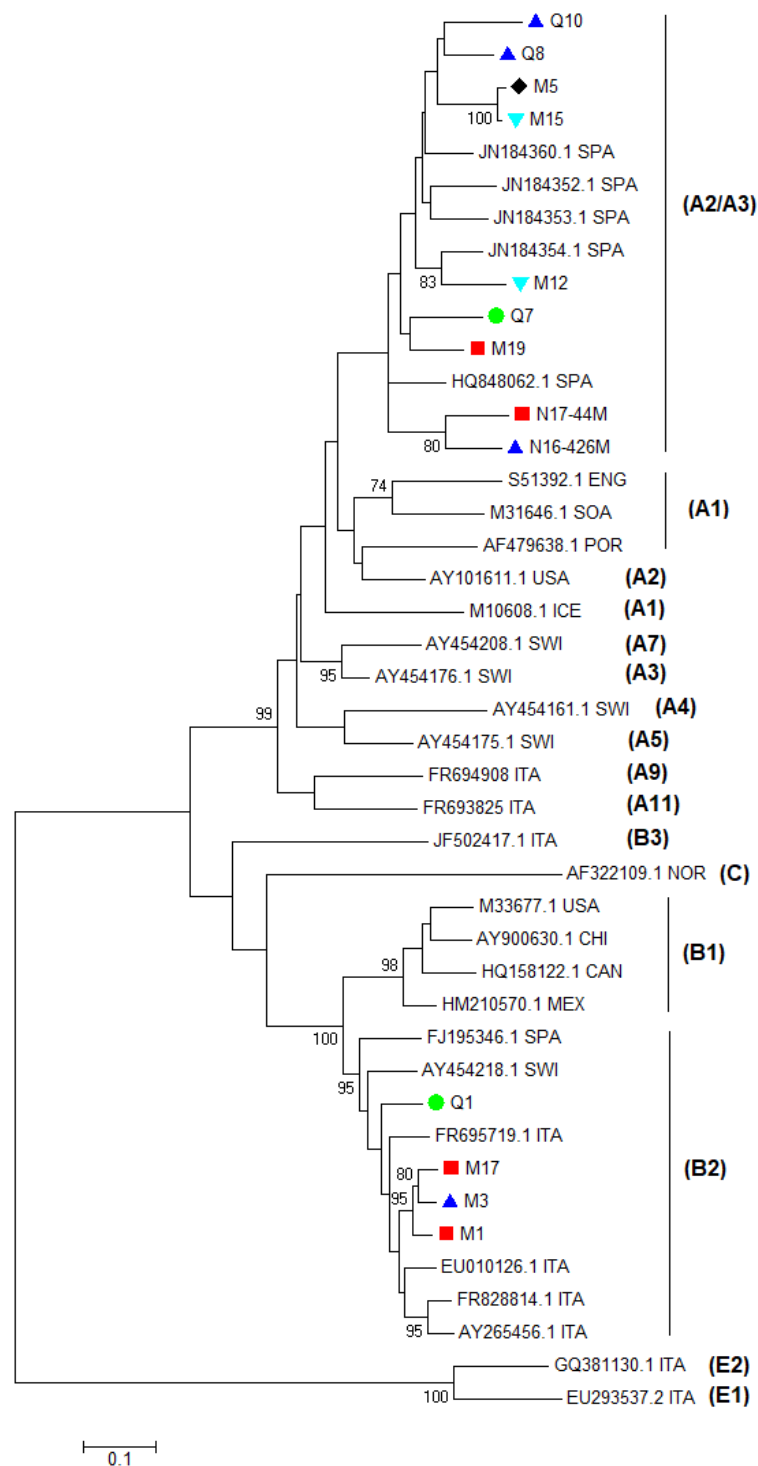 Q10
Q8
M5
100 M15
JN184360.1 SPA
JN184352.1 SPA
(A2/A3)
JN184353.1 SPA
JN184354.1 SPA
83 M12
Q7
M19
HQ848062.1 SPA
N17-44M
80 N16-426M
74 S51392.1 ENG
M31646.1 SOA (A1)
AF479638.1 POR
AY101611.1 USA (A2)
M10608.1 ICE (A1)
AY454208.1 SWI (A7)
95 AY454176.1 SWI (A3)
99 AY454161.1 SWI (A4)
AY454175.1 SWI (A5)
FR694908 ITA (A9)
FR693825 ITA (A11)
JF502417.1 ITA (B3)
AF322109.1 NOR (C)
M33677.1 USA
AY900630.1 CHI
(B1)
98 HQ158122.1 CAN
HM210570.1 MEX
100 FJ195346.1 SPA
95 AY454218.1 SWI
Q1
FR695719.1 ITA
80 M17 (B2)
95 M3
M1
EU010126.1 ITA
FR828814.1 ITA
95 AY265456.1 ITA
GQ381130.1 ITA (E2)
100 EU293537.2 ITA (E1)
0.1